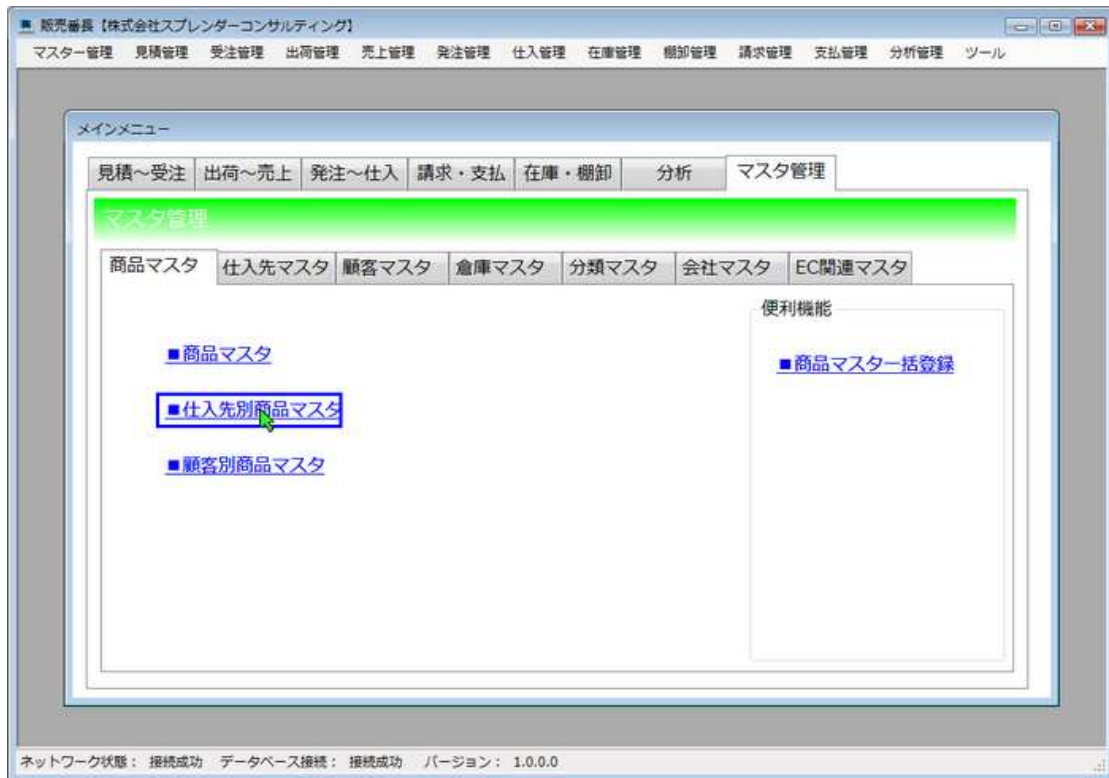 販売番長【株式会社スプレンダーコンサルティング】
マスター管理 見積管理 受注管理 出荷管理 売上管理 発注管理 仕入管理 在庫管理 棚卸管理 請求管理 支払管理 分析管理 ツール
メインメニュー
見積～受注 出荷～売上 発注～仕入 請求・支払 在庫・棚卸 分析 マスタ管理
マスタ管理
商品マスタ 仕入先マスタ 顧客マスタ 倉庫マスタ 分類マスタ 会社マスタ EC関連マスタ
便利機能
■商品マスタ
■商品マスタ一括登録
■仕入先別商品マスタ
■顧客別商品マスタ
ネットワーク状態： 接続成功 データベース接続： 接続成功 バージョン： 1.0.0.0